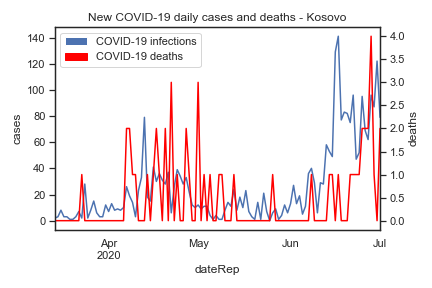 New COVID-19 daily cases and deaths - Kosovo
COVID-19 infections
COVID-19 deaths
140
120
100
80
60
40
20
0
cases
4.0
3.5
3.0
2.5
2.0
1.5
1.0
0.5
0.0
deaths
Apr
2020
May
Jun
Jul
dateRep